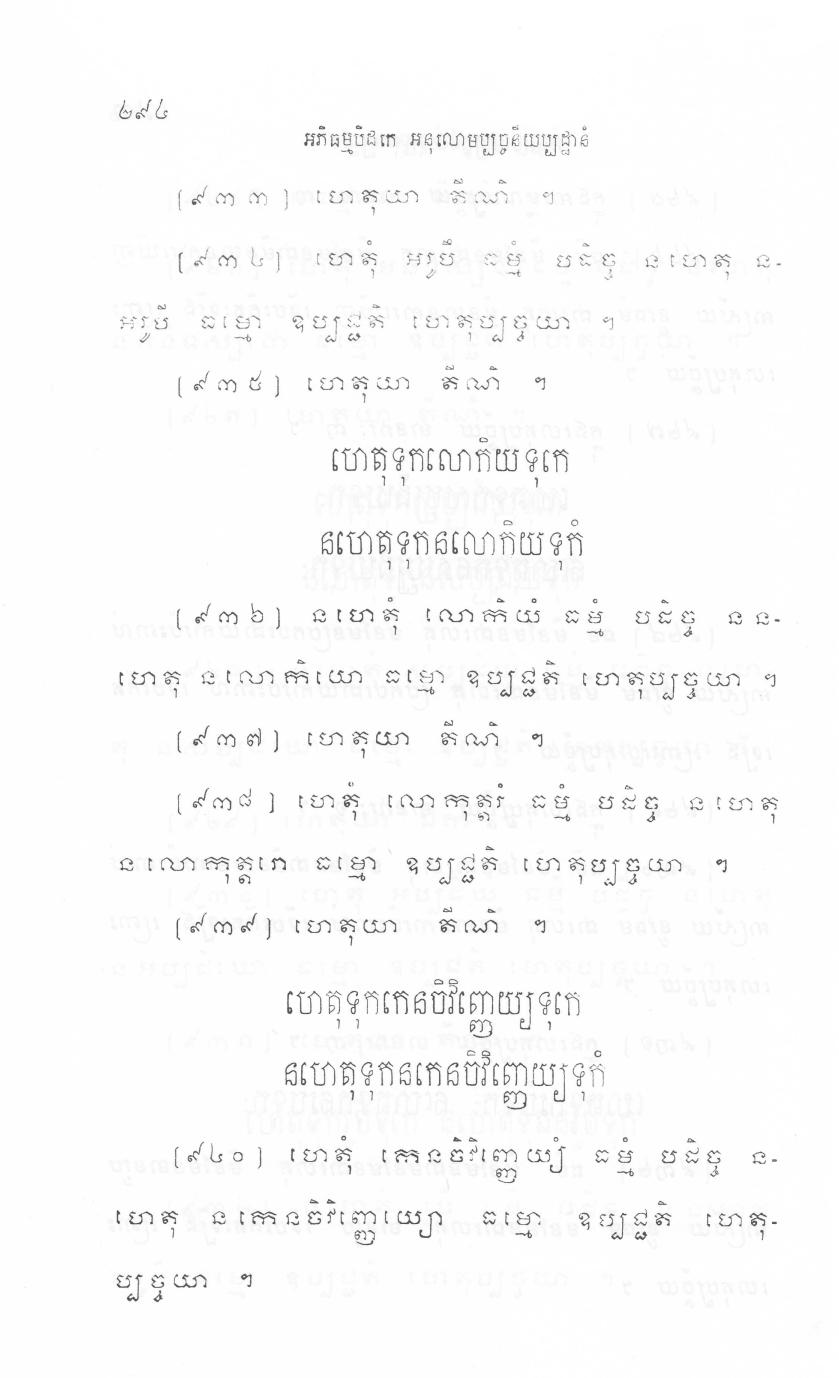 ២៩៤
អភិធម្មបិដកេ អនុលោមប្បច្ចនីយប្បដ្ឋានំ
[៩៣៣] ហេតុយា តីណិ ។
[៩៣៤] ហេតុំ អរូបឹ ធម្មំ បដិច្ច នហេតុ ន-
អរូបី ធម្មោ ឧប្បជ្ជតិ ហេតុប្បច្ចយា ។
[៩៣៥] ហេតុយា តីណិ ។
ហេតុទុកលោកិយទុកេ
នហេតុទុកនលោកិយទុកំ
[៩៣៦] នហេតុំ លោកិយំ ធម្មំ បដិច្ច នន-
ហេតុ នលោកិយោ ធម្មោ ឧប្បជ្ជតិ ហេតុប្បច្ចយា ។
[៩៣៧] ហេតុយា តីណិ ។
[៩៣៨] ហេតុំ លោកុត្តរំ ធម្មំ បដិច្ច នហេតុ
នលោកុត្តរោ ធម្មោ ឧប្បជ្ជតិ ហេតុប្បច្ចយា ។
[៩៣៩] ហេតុយា តីណិ ។
ហេតុទុកកេនចិវិញ្ញេយ្យទុកេ
នហេតុទុកនកេនចិវិញ្ញេយ្យទុកំ
[៩៤០] ហេតុំ កេនចិវិញ្ញេយ្យំ ធម្មំ បដិច្ច ន-
ហេតុ នកេនចិវិញ្ញេយ្យោ ធម្មោ ឧប្បជ្ជតិ ហេតុ-
ប្បច្ចយា ។